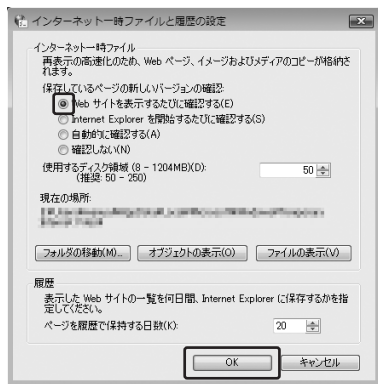 インターネット一時ファイルと履歴の設定
インターネット一時ファイル
再表示の高速化のため、Web ページ、イメージおよびメディアのコピーが格納さ
れます。
保存しているページの新しいバージョンの確認:
Web サイトを表示するたびに確認する(E)
Internet Explorer を開始するたびに確認する(S)
自動的に確認する(A)
確認しない(N)
使用するディスク領域 (8 - 1204MB)(D): 50
(推奨: 50 - 250)
現在の場所:
フォルダの移動(M)... オブジェクトの表示(O) ファイルの表示(V)
履歴
表示した Web サイトの一覧を何日間、Internet Explorer に保存するかを指
定してください。
ページを履歴で保持する日数(K): 20
OK キャンセル